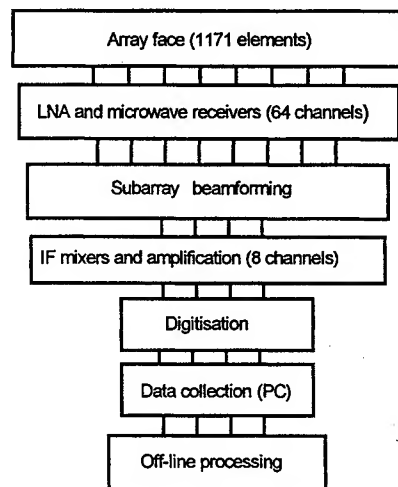 Array face (1171 elements)
LNA and microwave receivers (64 channels)
Subarray beamforming
IF mixers and amplification (8 channels)
Digitisation
Data collection (PC)
Off-line processing